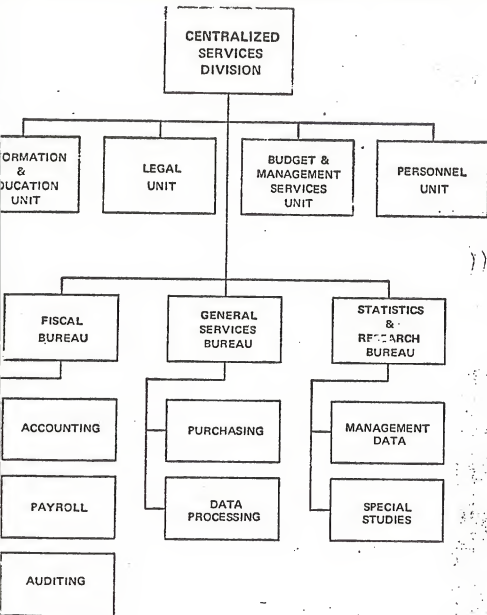 CENTRALIZED
SERVICES
DIVISION
ORMATION
&
UCATION
UNIT
LEGAL
UNIT
BUDGET &
MANAGEMENT
SERVICES
UNIT
PERSONNEL
UNIT
FISCAL
BUREAU
GENERAL
SERVICES
BUREAU
STATISTICS
&
BUREAU
ACCOUNTING
PURCHASING
MANAGEMENT
DATA
PAYROLL
DATA
PROCESSING
SPECIAL
STUDIES
AUDITING